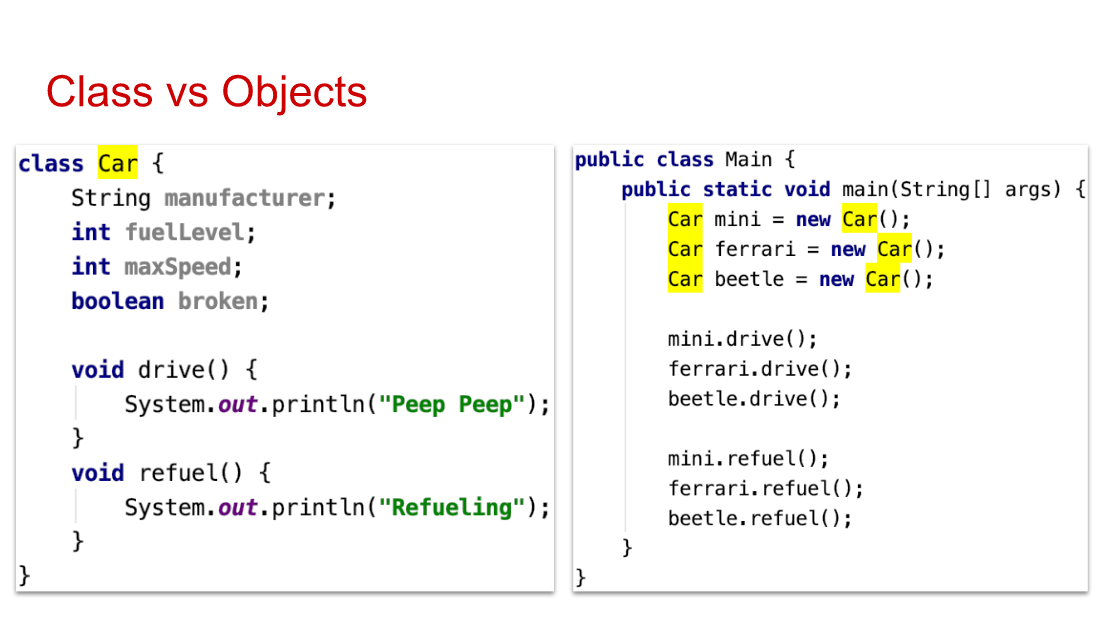 Class vs Objects
class Car {
    String manufacturer;
    int fuelLevel;
    int maxSpeed;
    boolean broken;

    void drive() {
        System.out.println("Peep Peep");
    }
    void refuel() {
        System.out.println("Refueling");
    }
}
public class Main {
    public static void main(String[] args) {
        Car mini = new Car();
        Car ferrari = new Car();
        Car beetle = new Car();

        mini.drive();
        ferrari.drive();
        beetle.drive();

        mini.refuel();
        ferrari.refuel();
        beetle.refuel();
    }
}